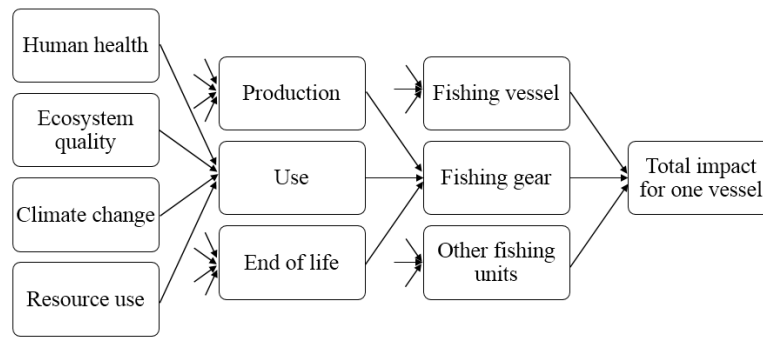 Human health
Ecosystem
quality
Climate change
Resource use
Production
Use
End of life
Fishing vessel
Fishing gear
Other fishing
units
Total impact
for one vessel